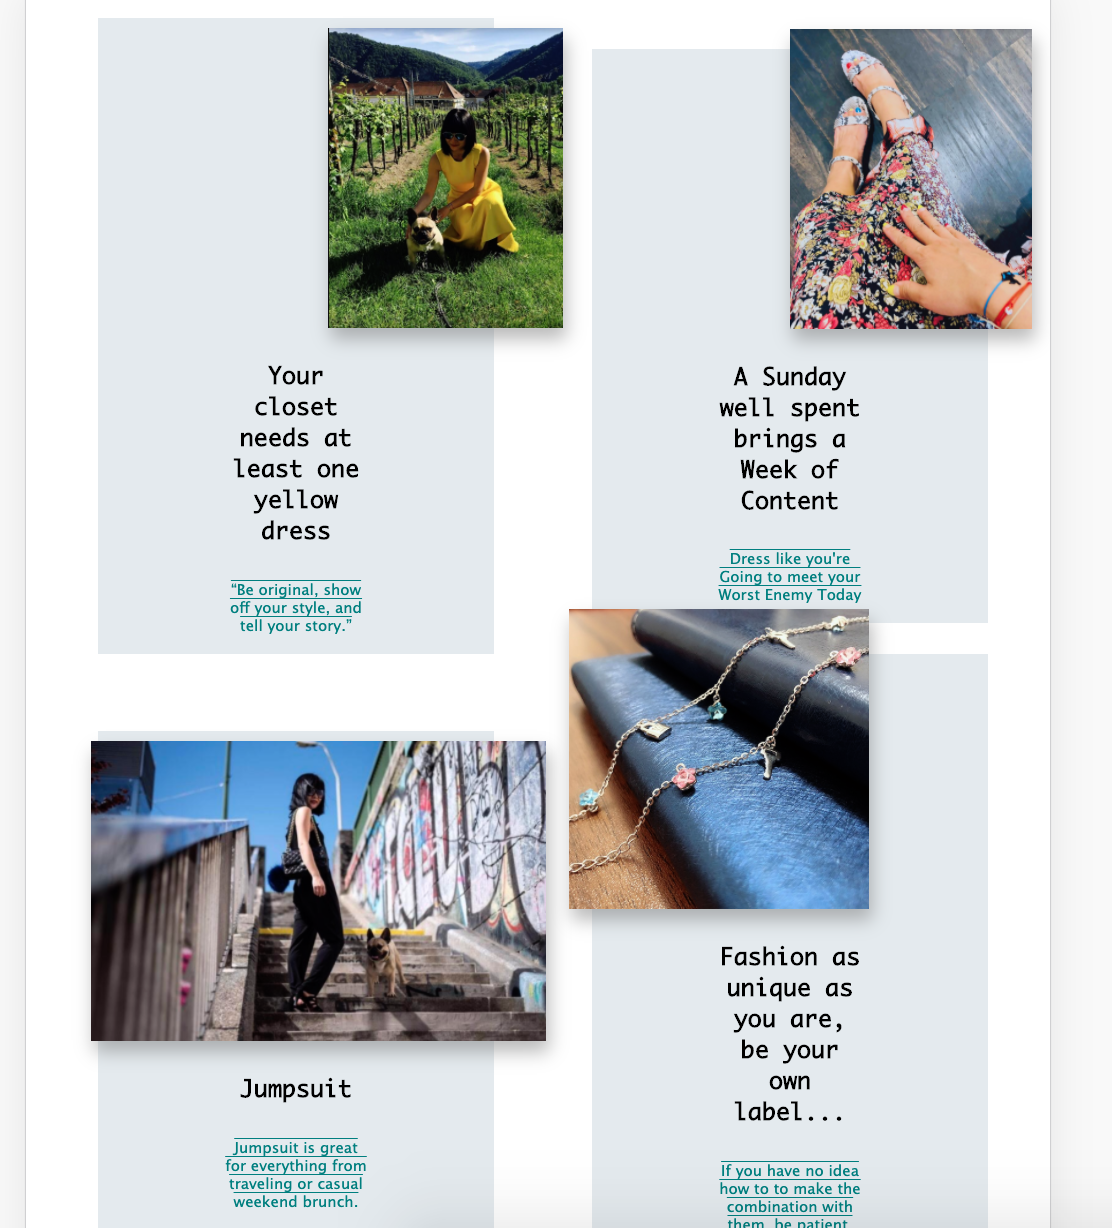 Your
closet
needs at
least one
yellow
dress
“Be original, show
off your style, and
tell your story.”
A Sunday
well spent
brings a
Week of
Content
Dress like you're
Going to meet your
Worst Enemy Today
Jumpsuit
Jumpsuit is great
for everything from
traveling or casual
weekend brunch.
Fashion as
unique as
you are,
be your
own
label...
If you have no idea
how to to make the
combination with
them, be patient,